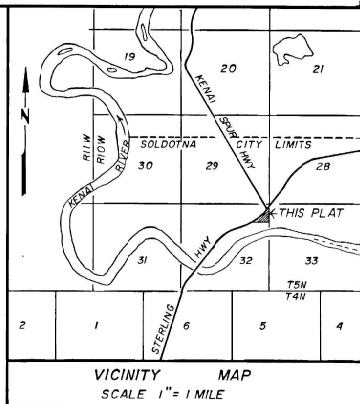 19
20
21
KENAI SPUR HWY
N
R11W
R10W
SOLDOTNA CITY LIMITS
30
29
28
KENAI RIVER
THIS PLAT
31
HWY
32
33
T5N
T4N
2
1
6
5
4
STERLING
VICINITY MAP
SCALE 1" = 1 MILE